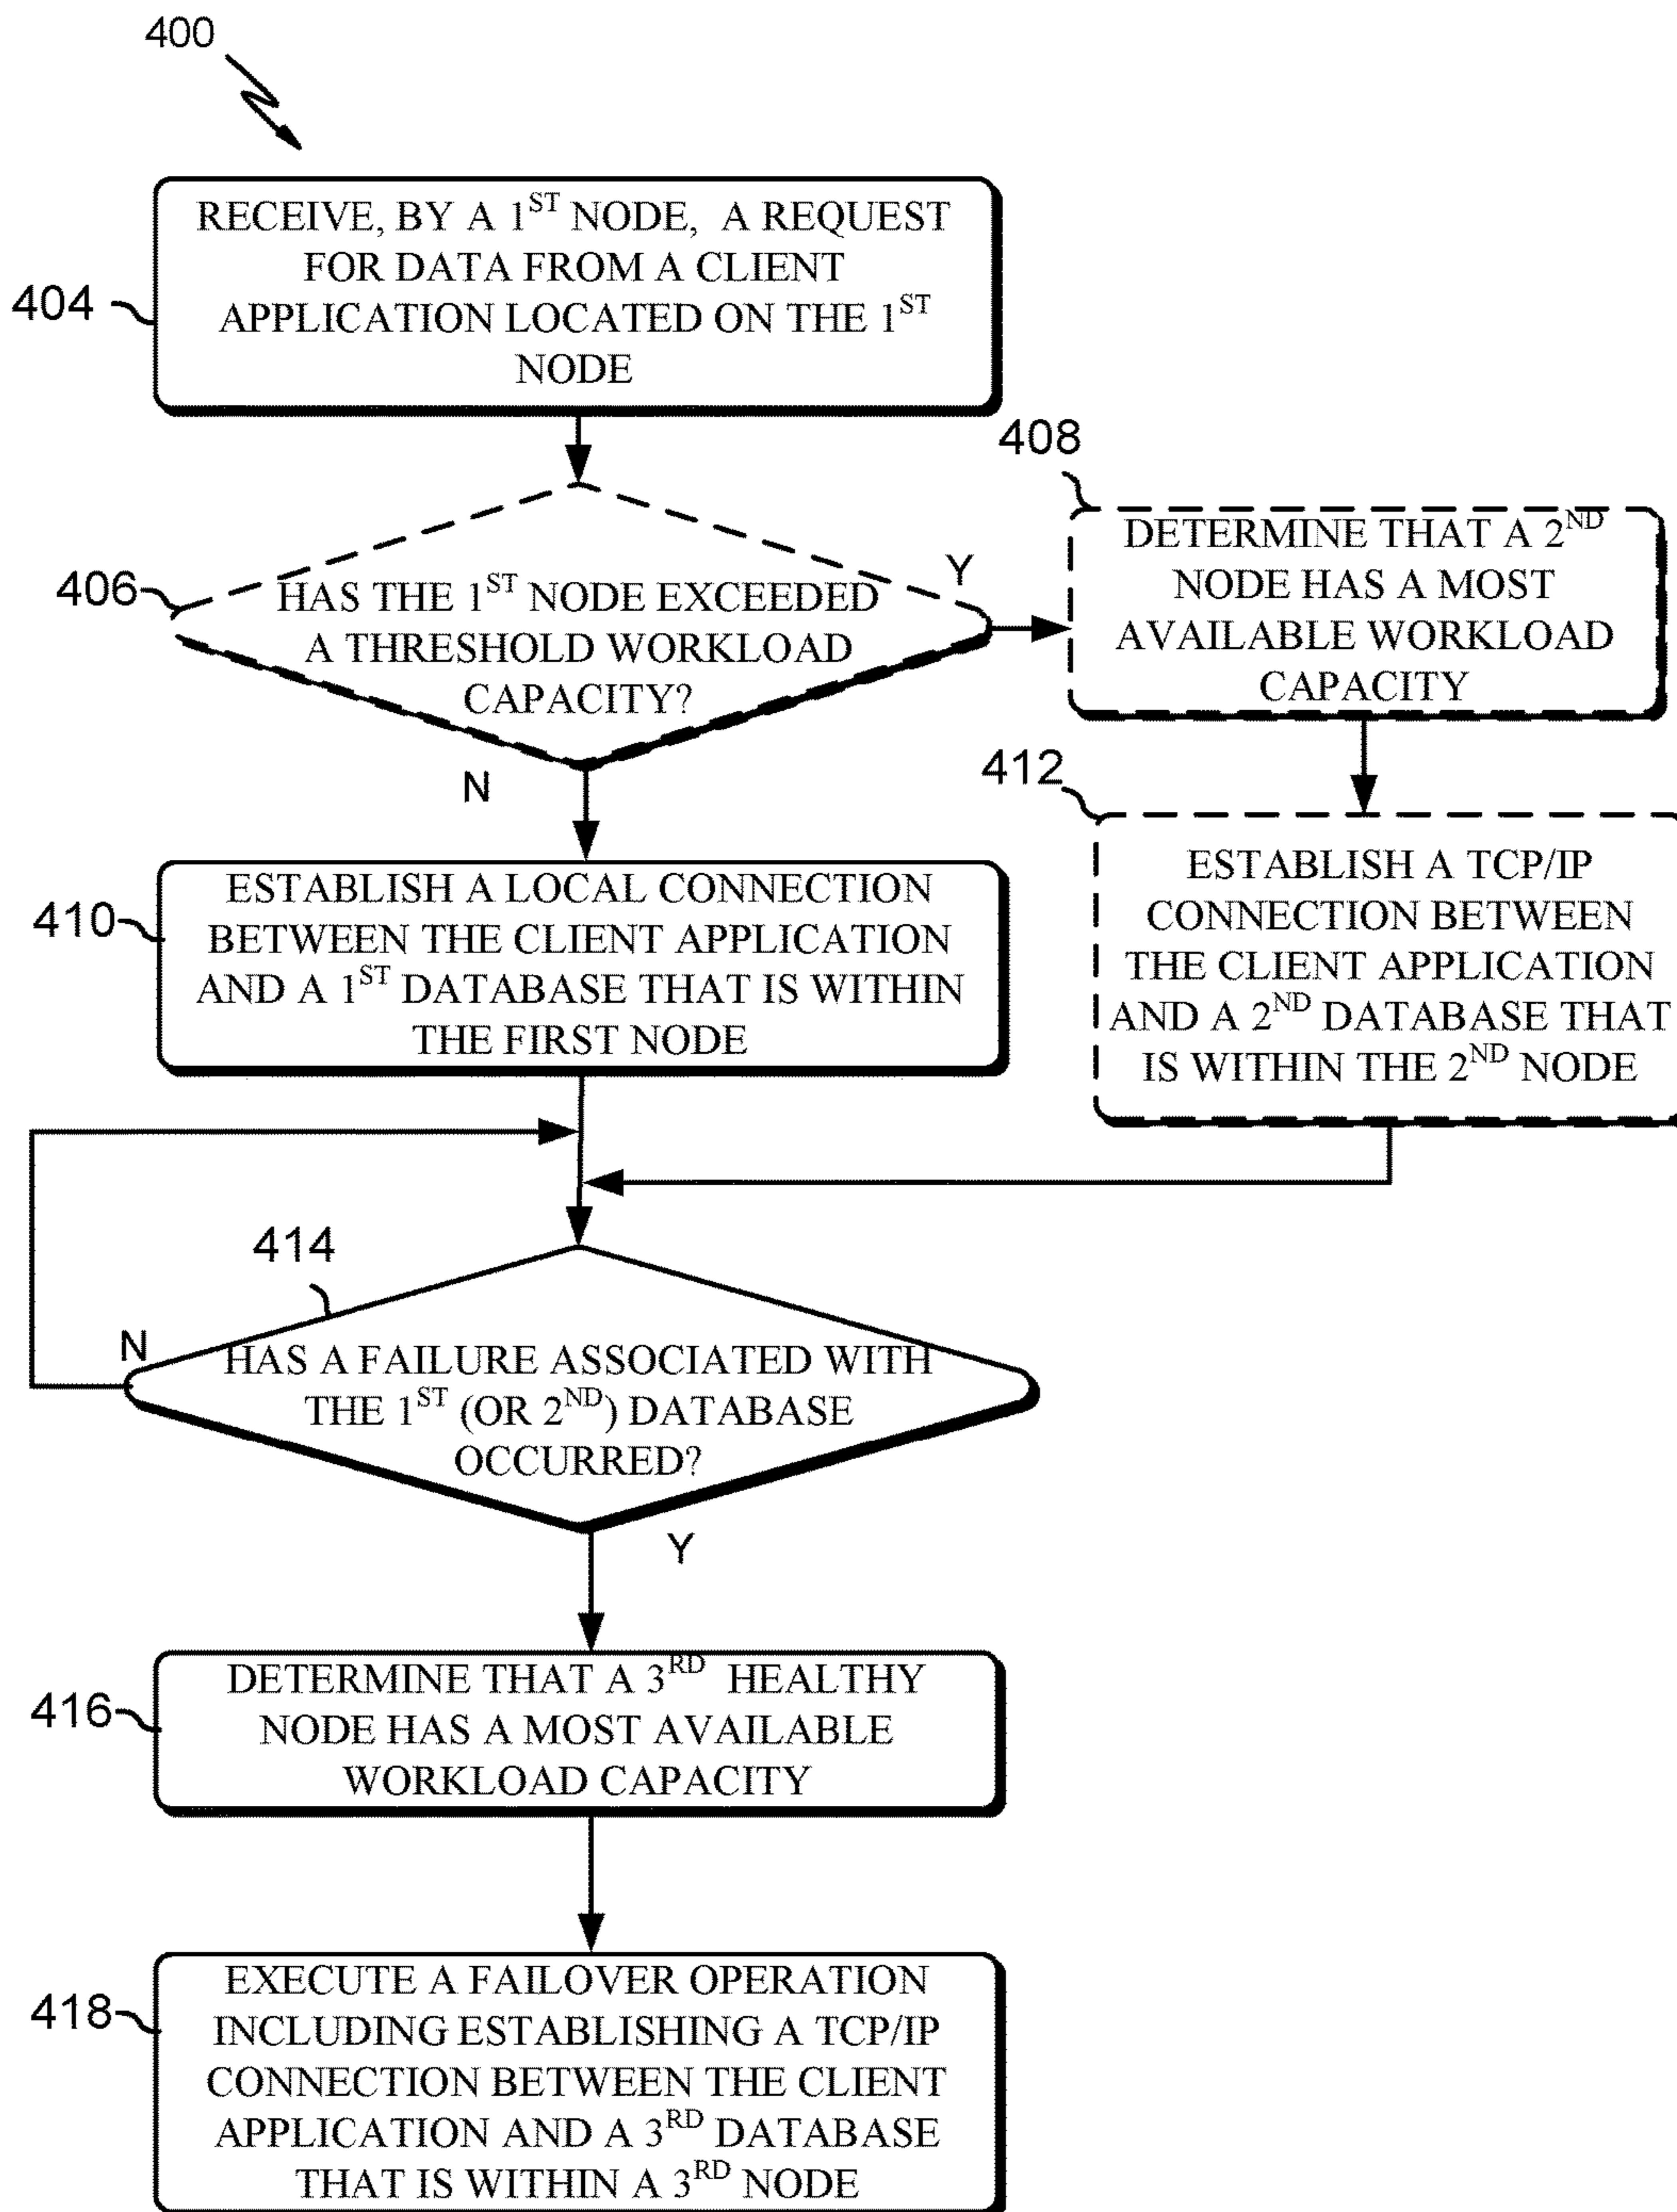 400
RECEIVE, BY A 1ST NODE, A REQUEST
FOR DATA FROM A CLIENT
APPLICATION LOCATED ON THE 1ST
NODE
404
406
HAS THE 1ST NODE EXCEEDED
A THRESHOLD WORKLOAD
CAPACITY?
Y
N
408
DETERMINE THAT A 2ND
NODE HAS A MOST
AVAILABLE WORKLOAD
CAPACITY
410
ESTABLISH A LOCAL CONNECTION
BETWEEN THE CLIENT APPLICATION
AND A 1ST DATABASE THAT IS WITHIN
THE FIRST NODE
412
ESTABLISH A TCP/IP
CONNECTION BETWEEN
THE CLIENT APPLICATION
AND A 2ND DATABASE THAT
IS WITHIN THE 2ND NODE
414
N
HAS A FAILURE ASSOCIATED WITH
THE 1ST (OR 2ND) DATABASE
OCCURRED?
Y
416
DETERMINE THAT A 3RD HEALTHY
NODE HAS A MOST AVAILABLE
WORKLOAD CAPACITY
418
EXECUTE A FAILOVER OPERATION
INCLUDING ESTABLISHING A TCP/IP
CONNECTION BETWEEN THE CLIENT
APPLICATION AND A 3RD DATABASE
THAT IS WITHIN A 3RD NODE